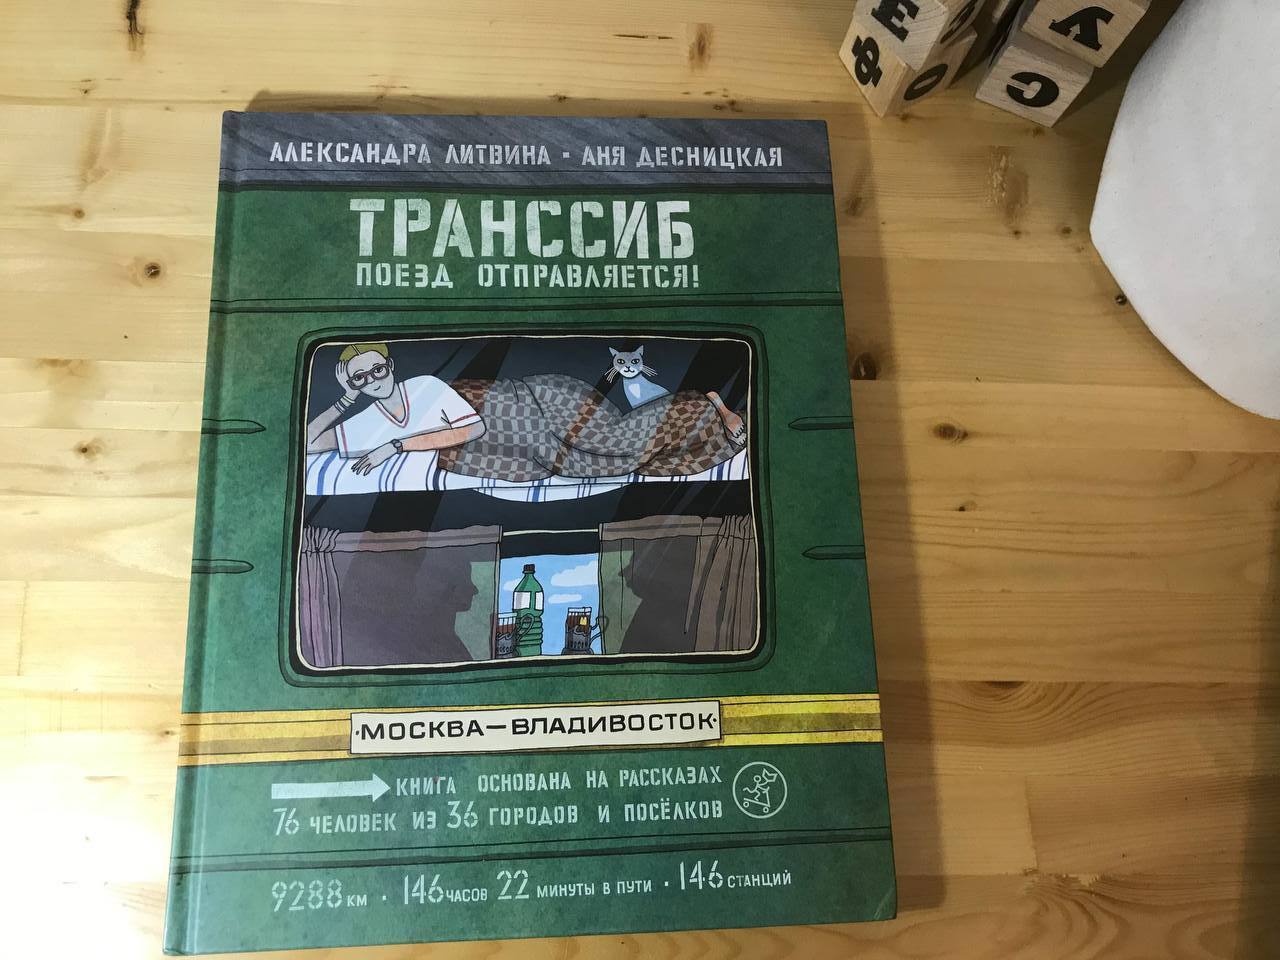 АЛЕКСАНДРА ЛИТВИНА · АНЯ ДЕСНИЦКАЯ
ТРАНССИБ
ПОЕЗД ОТПРАВЛЯЕТСЯ!
·МОСКВА—ВЛАДИВОСТОК·
КНИГА ОСНОВАНА НА РАССКАЗАХ
76 ЧЕЛОВЕК ИЗ 36 ГОРОДОВ И ПОСЁЛКОВ
9288 КМ · 146 ЧАСОВ 22 МИНУТЫ В ПУТИ · 146 СТАНЦИЙ
Э
У
Ф
О
С